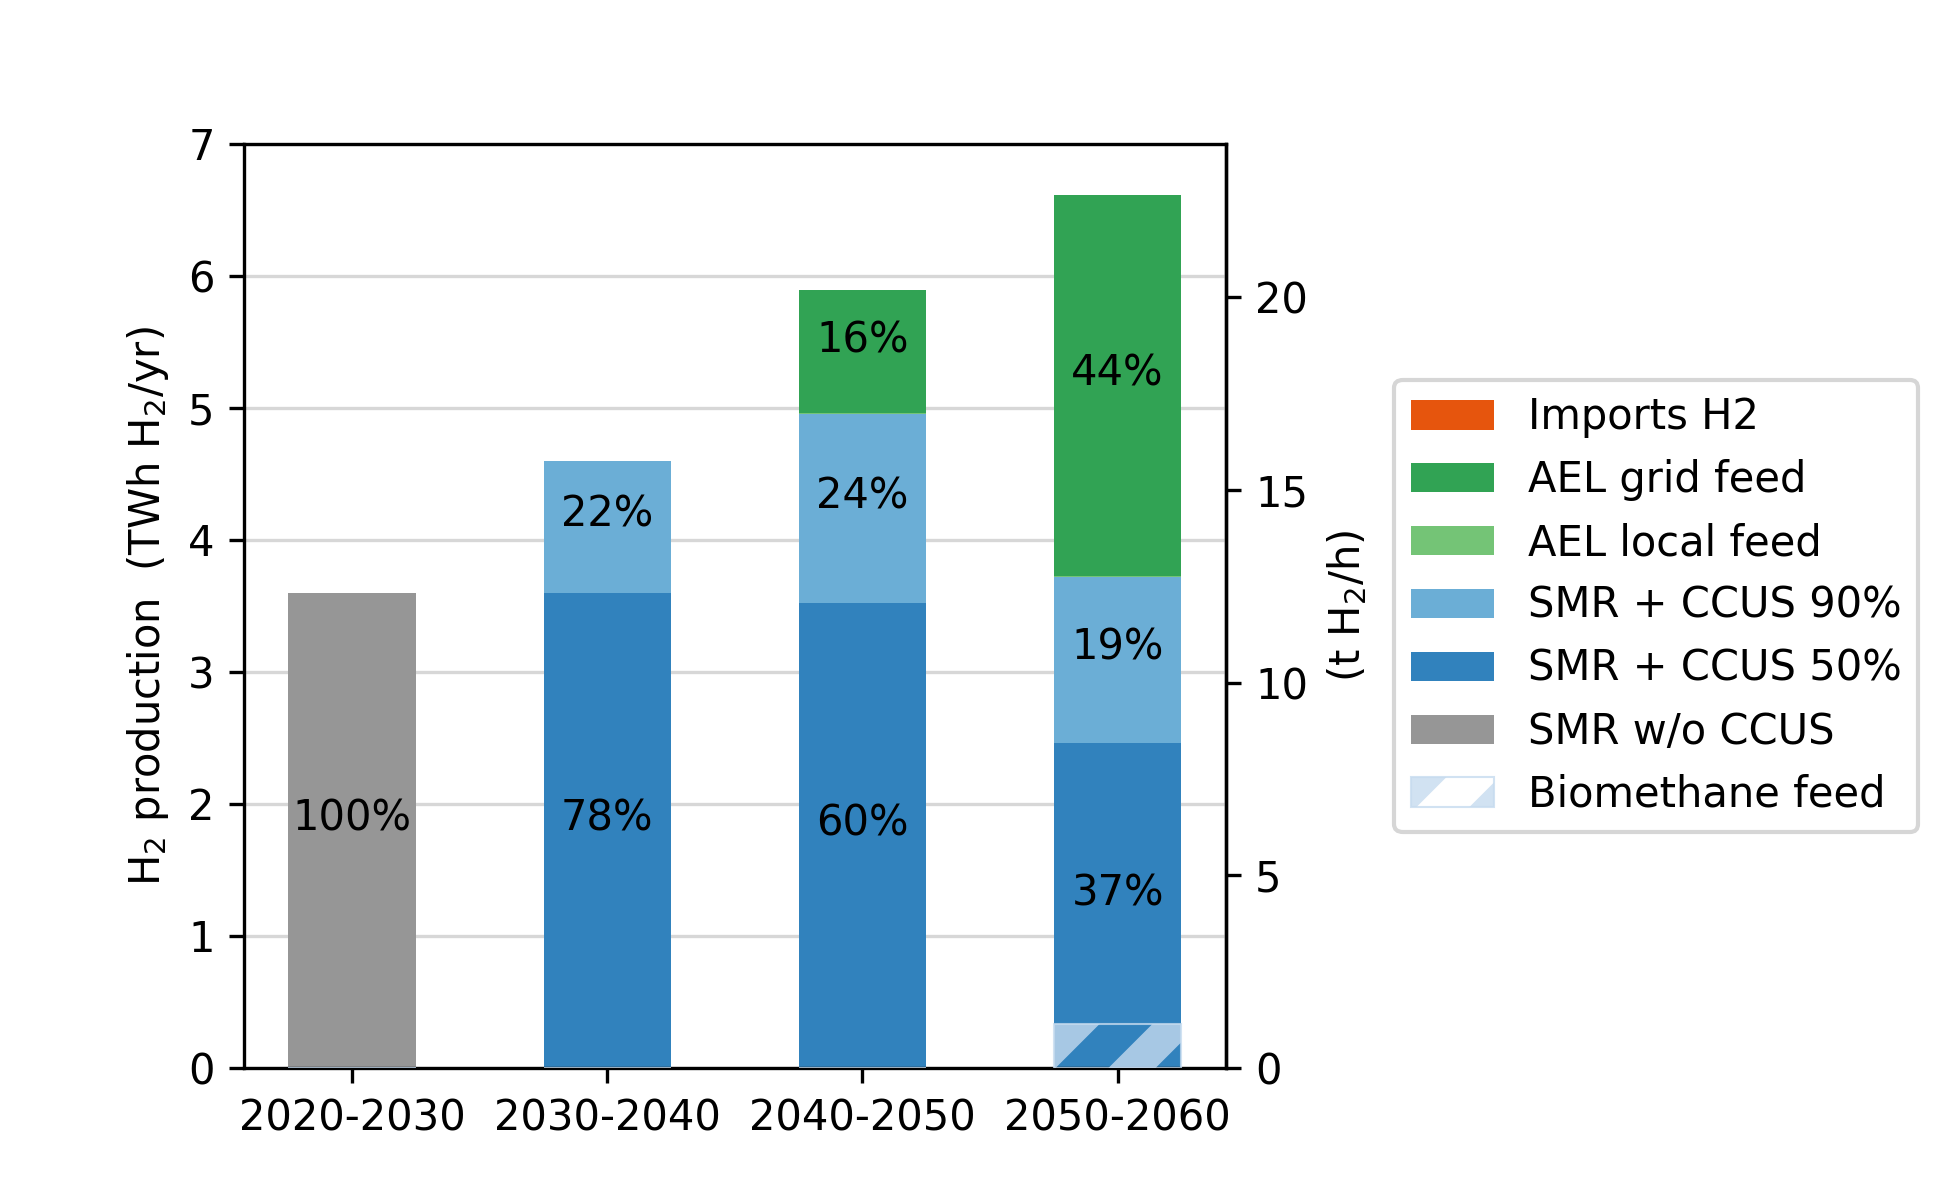 7
6
5
4
3
2
1
0
H₂ production (TWh H₂/yr)
100%
78%
22%
60%
24%
16%
37%
19%
44%
2020-2030 2030-2040 2040-2050 2050-2060
20
15
10
5
0
(t H₂/h)
Imports H2
AEL grid feed
AEL local feed
SMR + CCUS 90%
SMR + CCUS 50%
SMR w/o CCUS
Biomethane feed